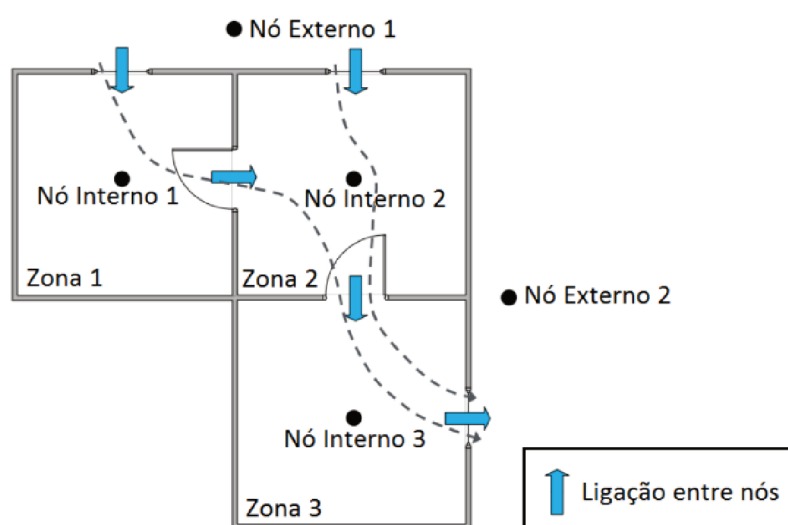 Nó Externo 1
Nó Interno 1
Nó Interno 2
Zona 1
Zona 2
Nó Externo 2
Nó Interno 3
Zona 3
Ligação entre nós